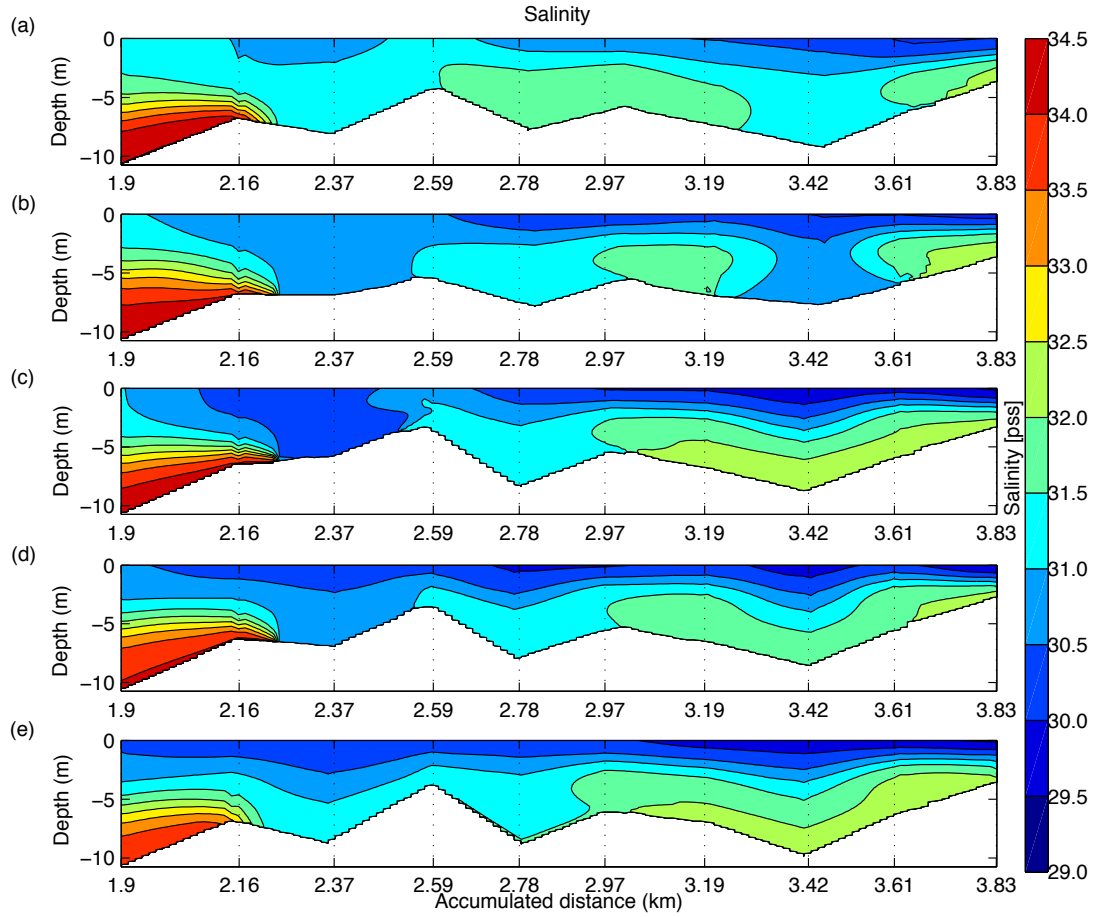 Salinity
(a)
Depth (m)
0
−5
−10
1.9 2.16 2.37 2.59 2.78 2.97 3.19 3.42 3.61 3.83
(b)
Depth (m)
0
−5
−10
1.9 2.16 2.37 2.59 2.78 2.97 3.19 3.42 3.61 3.83
(c)
Depth (m)
0
−5
−10
1.9 2.16 2.37 2.59 2.78 2.97 3.19 3.42 3.61 3.83
(d)
Depth (m)
0
−5
−10
1.9 2.16 2.37 2.59 2.78 2.97 3.19 3.42 3.61 3.83
(e)
Depth (m)
0
−5
−10
1.9 2.16 2.37 2.59 2.78 2.97 3.19 3.42 3.61 3.83
Accumulated distance (km)
Salinity [pss]
34.5
34.0
33.5
33.0
32.5
32.0
31.5
31.0
30.5
30.0
29.5
29.0